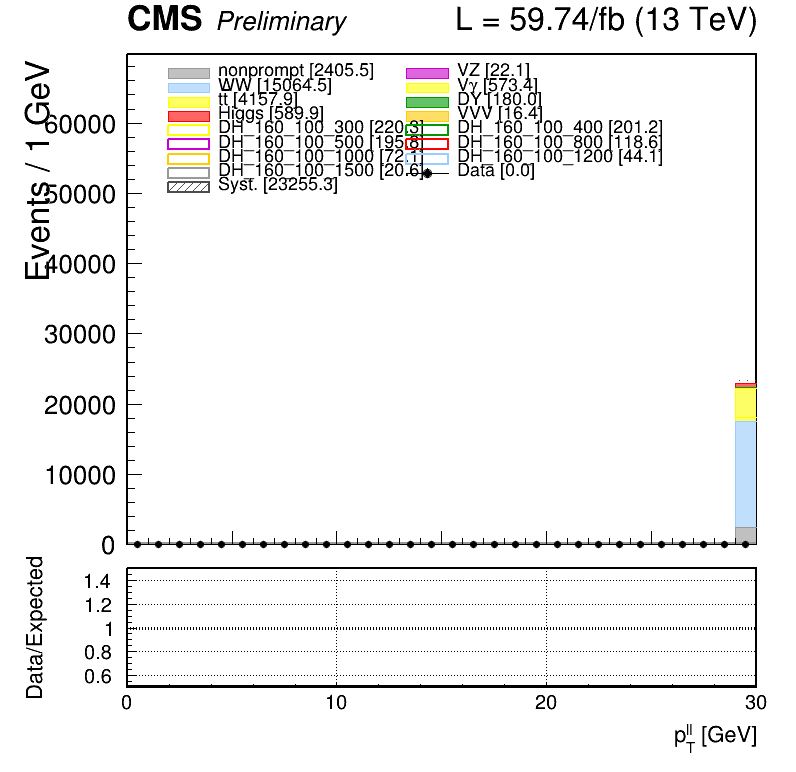 CMS Preliminary L = 59.74/fb (13 TeV)
Events / 1 GeV
nonprompt [2405.5] VZ [22.1]
WW [15064.5] Vγ [573.4]
tt [4157.9] DY [180.0]
Higgs [589.9] VVV [16.4]
DH_160_100_300 [220.3] DH_160_100_400 [201.2]
DH_160_100_500 [195.8] DH_160_100_800 [118.6]
DH_160_100_1000 [72.1] DH_160_100_1200 [44.1]
DH_160_100_1500 [20.6] Data [0.0]
Syst. [23255.3]
60000
50000
40000
30000
20000
10000
0
Data/Expected
1.4
1.2
1
0.8
0.6
0 10 20 30
p_T^ll [GeV]